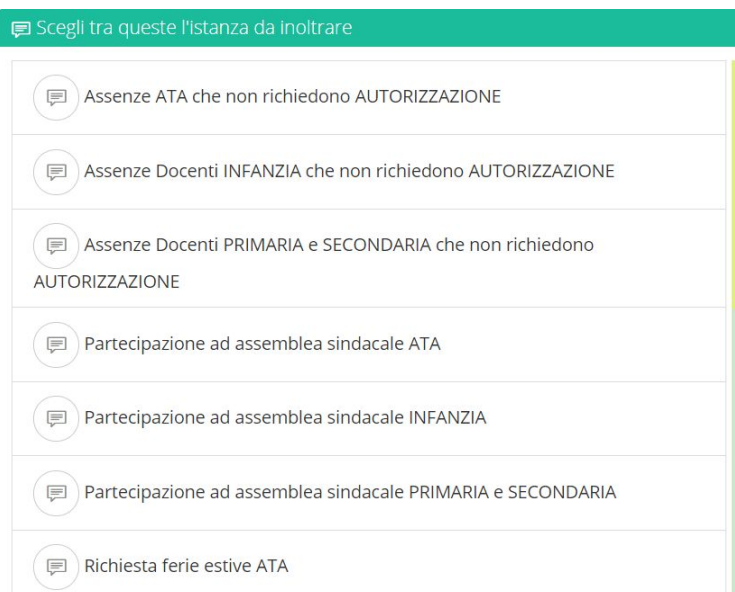 Scegli tra queste l'istanza da inoltrare
Assenze ATA che non richiedono AUTORIZZAZIONE
Assenze Docenti INFANZIA che non richiedono AUTORIZZAZIONE
Assenze Docenti PRIMARIA e SECONDARIA che non richiedono
AUTORIZZAZIONE
Partecipazione ad assemblea sindacale ATA
Partecipazione ad assemblea sindacale INFANZIA
Partecipazione ad assemblea sindacale PRIMARIA e SECONDARIA
Richiesta ferie estive ATA